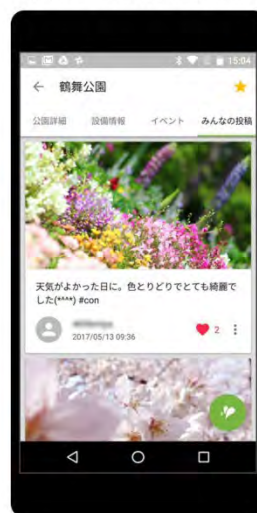 15:04
鶴舞公園
公園詳細 設備情報 イベント みんなの投稿
天気がよかった日に。色とりどりでとても綺麗で
した(*^^*) #con
2017/05/13 09:36
2